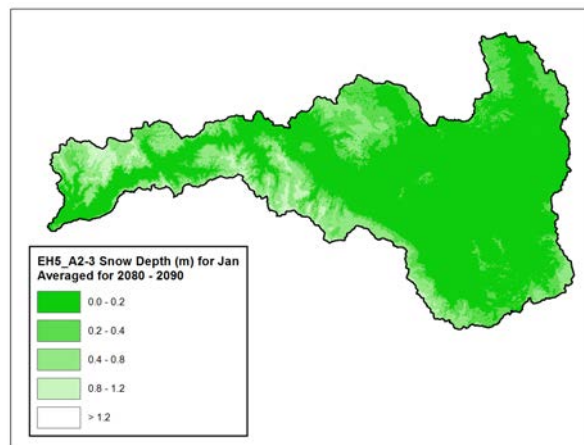 EH5_A2-3 Snow Depth (m) for Jan
Averaged for 2080 - 2090
0.0 - 0.2
0.2 - 0.4
0.4 - 0.8
0.8 - 1.2
> 1.2